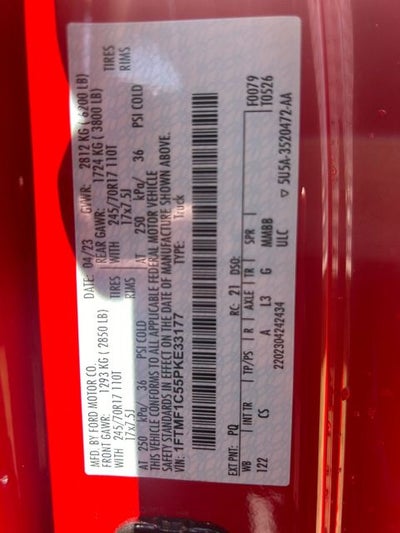 MFD. BY FORD MOTOR CO.
DATE: 04/23 GVWR: 2812 KG ( 6200 LB)
FRONT GAWR: 1293 KG ( 2850 LB) REAR GAWR: 1724 KG ( 3800 LB)
WITH 245/70R17 110T WITH 245/70R17 110T TIRES
17x7.5J RIMS 17x7.5J RIMS
AT 250 kPa/ 36 PSI COLD AT 250 kPa/ 36 PSI COLD
THIS VEHICLE CONFORMS TO ALL APPLICABLE FEDERAL MOTOR VEHICLE
SAFETY STANDARDS IN EFFECT ON THE DATE OF MANUFACTURE SHOWN ABOVE.
VIN: 1FTMF1C55PKE33177 TYPE: Truck
F0079
T0526
EXT PNT: PQ RC: 21 DSO:
WB INT TR TP/PS R AXLE TR SPR
122 CS A L3 G MMBB
2202304242434 ULC
5U5A-3520472-AA